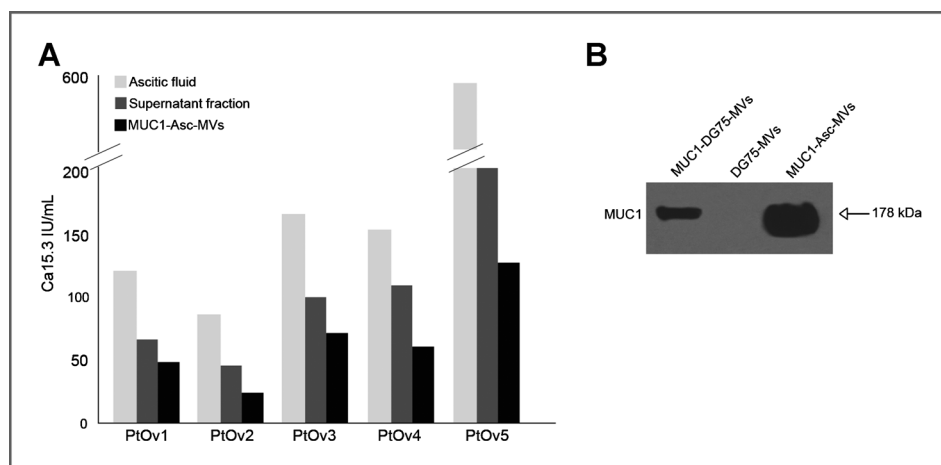 A
600
Ascitic fluid
Supernatant fraction
MUC1-Asc-MVs
200
150
100
50
0
Ca15.3 IU/mL
PtOv1 PtOv2 PtOv3 PtOv4 PtOv5
B
MUC1-DG75-MVs
DG75-MVs
MUC1-Asc-MVs
MUC1
178 kDa